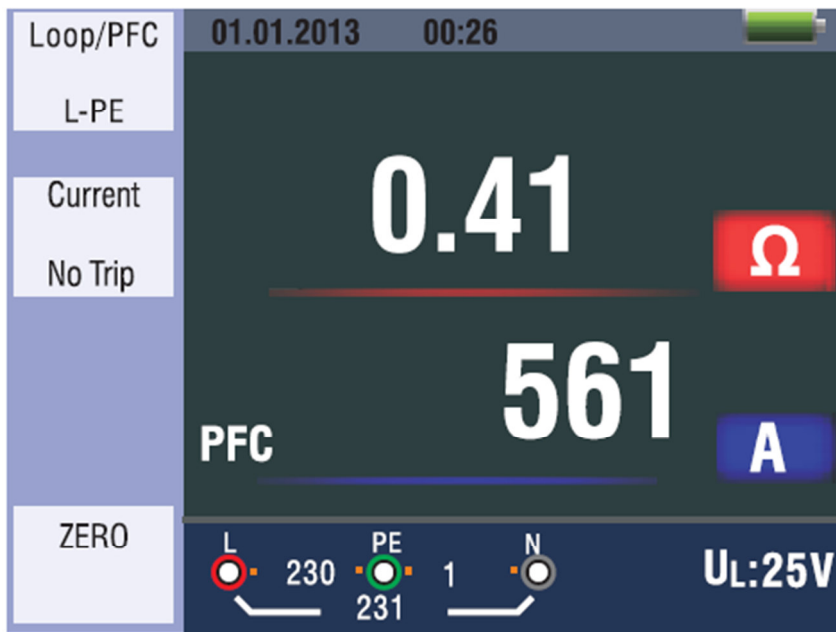 Loop/PFC
L-PE
Current
No Trip
ZERO
01.01.2013 00:26
0.41 Ω
PFC 561 A
L PE N
230 1
231
UL:25V